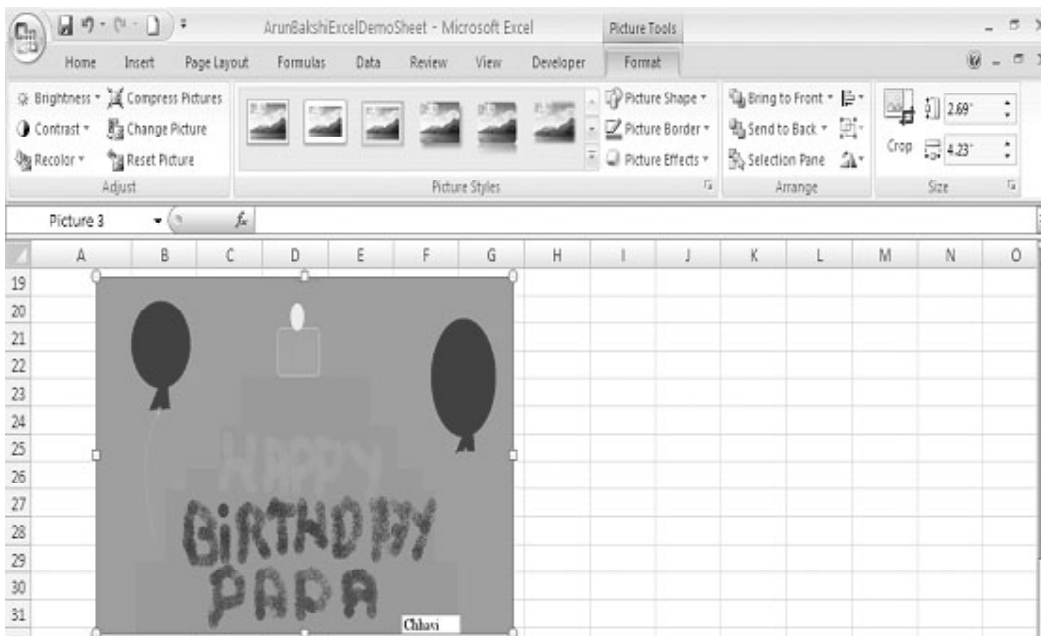 ArunBakshiExcelDemoSheet - Microsoft Excel Picture Tools
Home Insert Page Layout Formulas Data Review View Developer Format
Brightness Compress Pictures Picture Shape Bring to Front 2.69"
Contrast Change Picture Picture Border Send to Back
Recolor Reset Picture Picture Effects Selection Pane Crop 4.23"
Adjust Picture Styles Arrange Size
Picture 3 fx
A B C D E F G H I J K L M N O
19
20
21
22
23
24
25 HAPPY
26
27
28 BiRTHDAY
29
30 PAPA
31 Chhavi